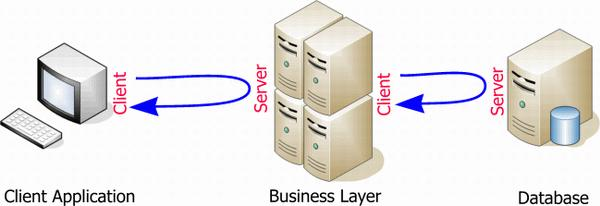 Client
Server
Client
Server
Client Application
Business Layer
Database